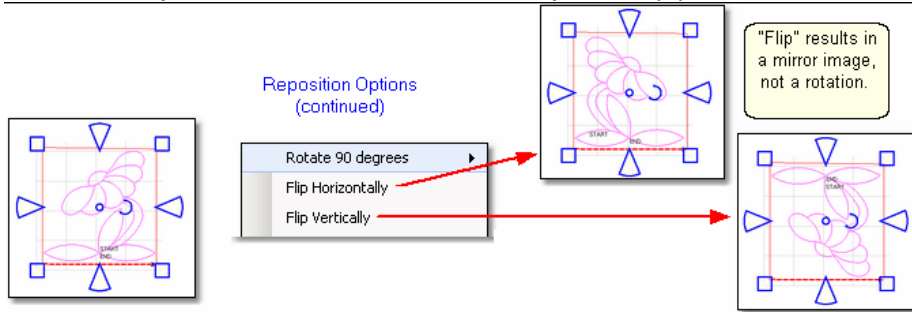 Reposition Options
(continued)
"Flip" results in
a mirror image,
not a rotation.
Rotate 90 degrees
Flip Horizontally
Flip Vertically
START
END
START
END
END
START